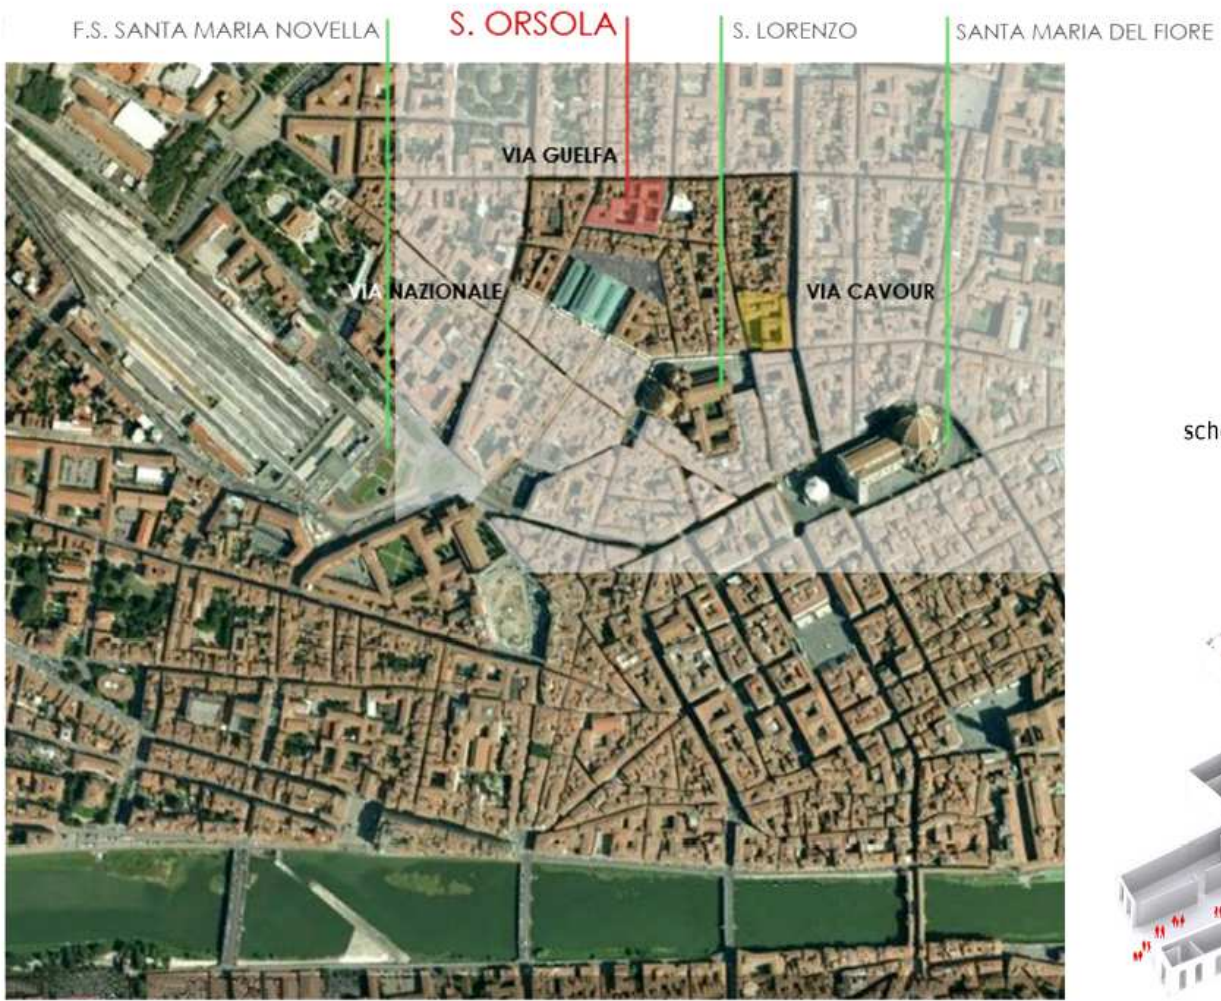 F.S. SANTA MARIA NOVELLA
S. ORSOLA
S. LORENZO
SANTA MARIA DEL FIORE
VIA GUELFA
VIA NAZIONALE
VIA CAVOUR